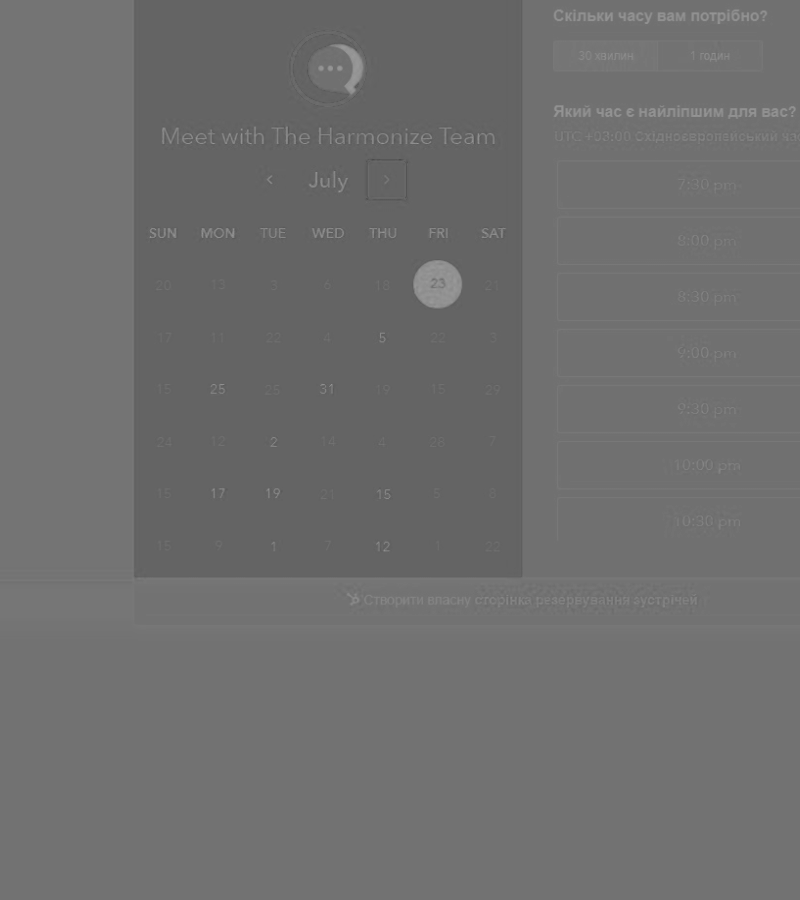 Meet with The Harmonize Team
July
SUN MON TUE WED THU FRI SAT
20 13 3 6 18 23 21
17 11 22 4 5 22 3
15 25 25 31 19 15 29
24 12 2 14 4 26 7
15 17 19 21 15 5 8
15 9 1 7 12 1 22
Скільки часу вам потрібно?
30 хвилин 1 годин
Який час є найліпшим для вас?
UTC +03:00 Східноєвропейський
7:30 pm
8:00 pm
8:30 pm
9:00 pm
9:30 pm
10:00 pm
10:30 pm
Створити власну сторінка резервування зустрічей